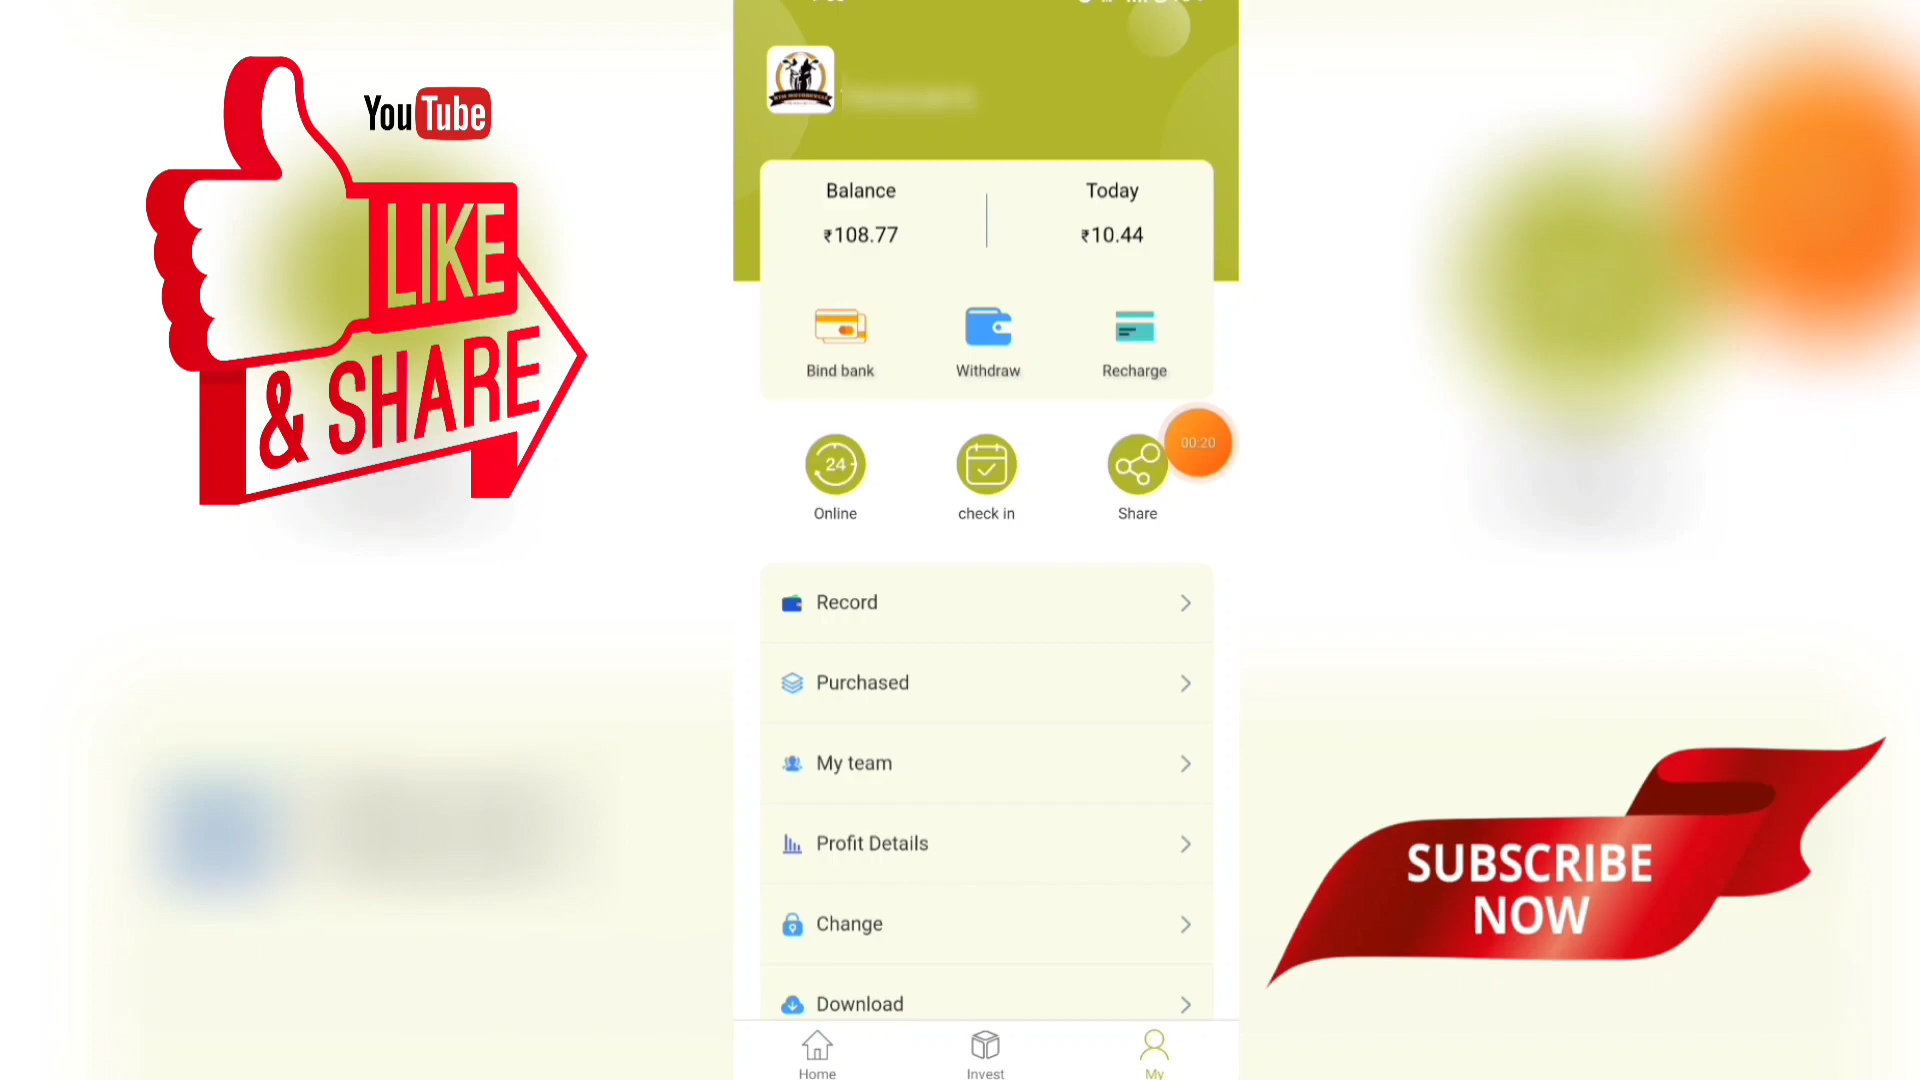 YouTube
LIKE
& SHARE
Balance
Today
₹108.77
₹10.44
Bind bank
Withdraw
Recharge
00:20
24
Online
check in
Share
Record
Purchased
My team
Profit Details
Change
Download
Home
Invest
My
SUBSCRIBE
NOW